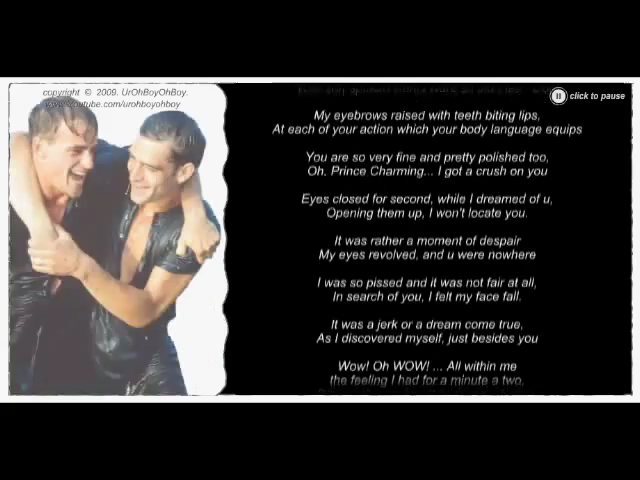 copyright © 2009. UrOhBoyOhBoy.
www.youtube.com/urohboyohboy
click to pause
My eyebrows raised with teeth biting lips,
At each of your action which your body language equips
You are so very fine and pretty polished too,
Oh. Prince Charming... I got a crush on you
Eyes closed for second, while I dreamed of u,
Opening them up, I won't locate you.
It was rather a moment of despair
My eyes revolved, and u were nowhere
I was so pissed and it was not fair at all,
In search of you, I felt my face fall.
It was a jerk or a dream come true,
As I discovered myself, just besides you
Wow! Oh WOW! ... All within me
the feeling I had for a minute a two,